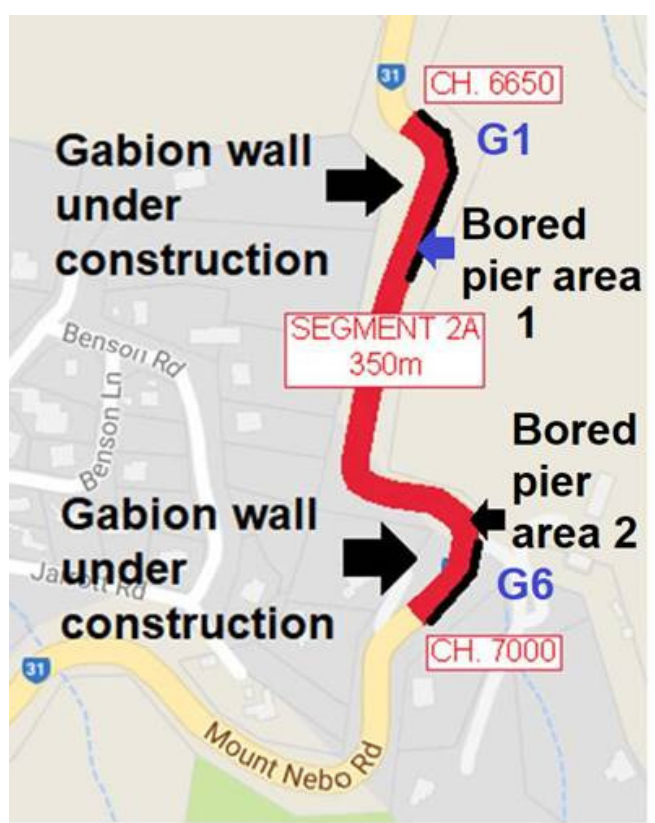 31
CH. 6650
G1
Gabion wall
under
construction
Bored
pier area
1
SEGMENT 2A
350m
Benson Rd
Benson Ln
Bored
pier
area 2
Gabion wall
under
construction
Jarrott Rd
G6
CH. 7000
31
Mount Nebo Rd